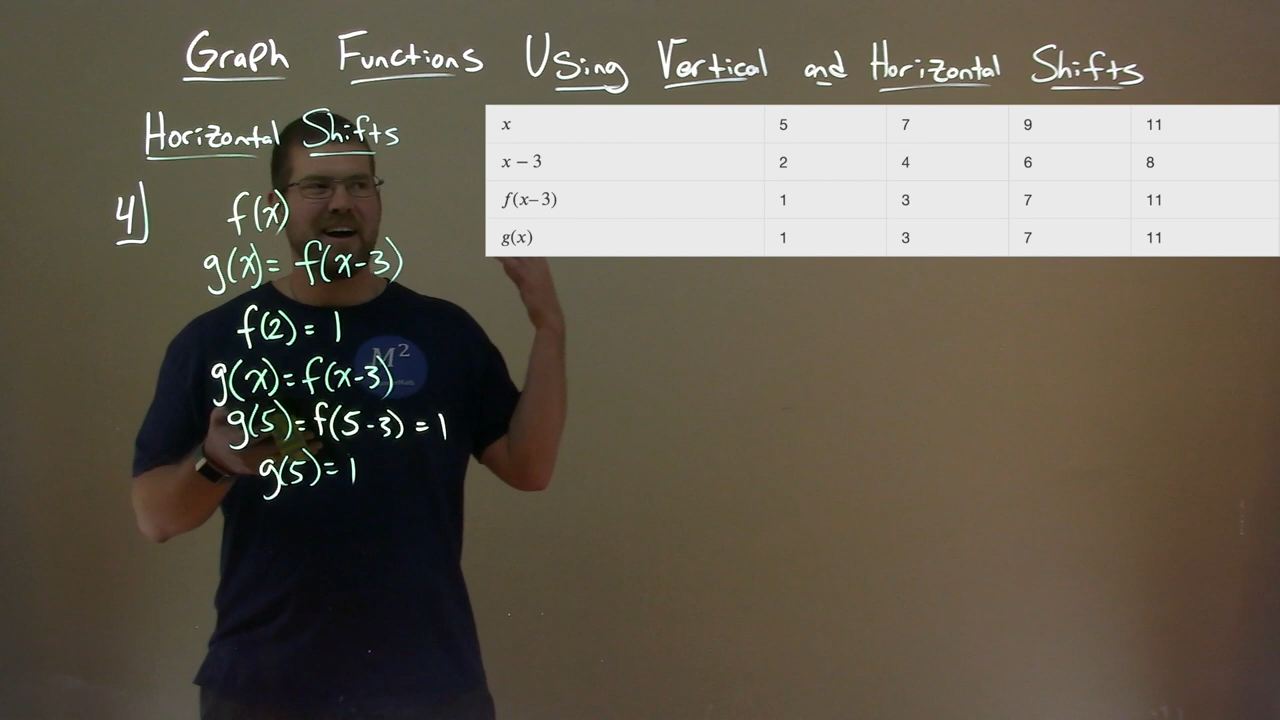 Graph Functions Using Vertical and Horizontal Shifts
Horizontal Shifts
4)
f(x)
g(x) = f(x-3)
f(2) = 1
g(x) = f(x-3)
g(5) = f(5-3) = 1
g(5) = 1
M²
x 5 7 9 11
x − 3 2 4 6 8
f(x–3) 1 3 7 11
g(x) 1 3 7 11